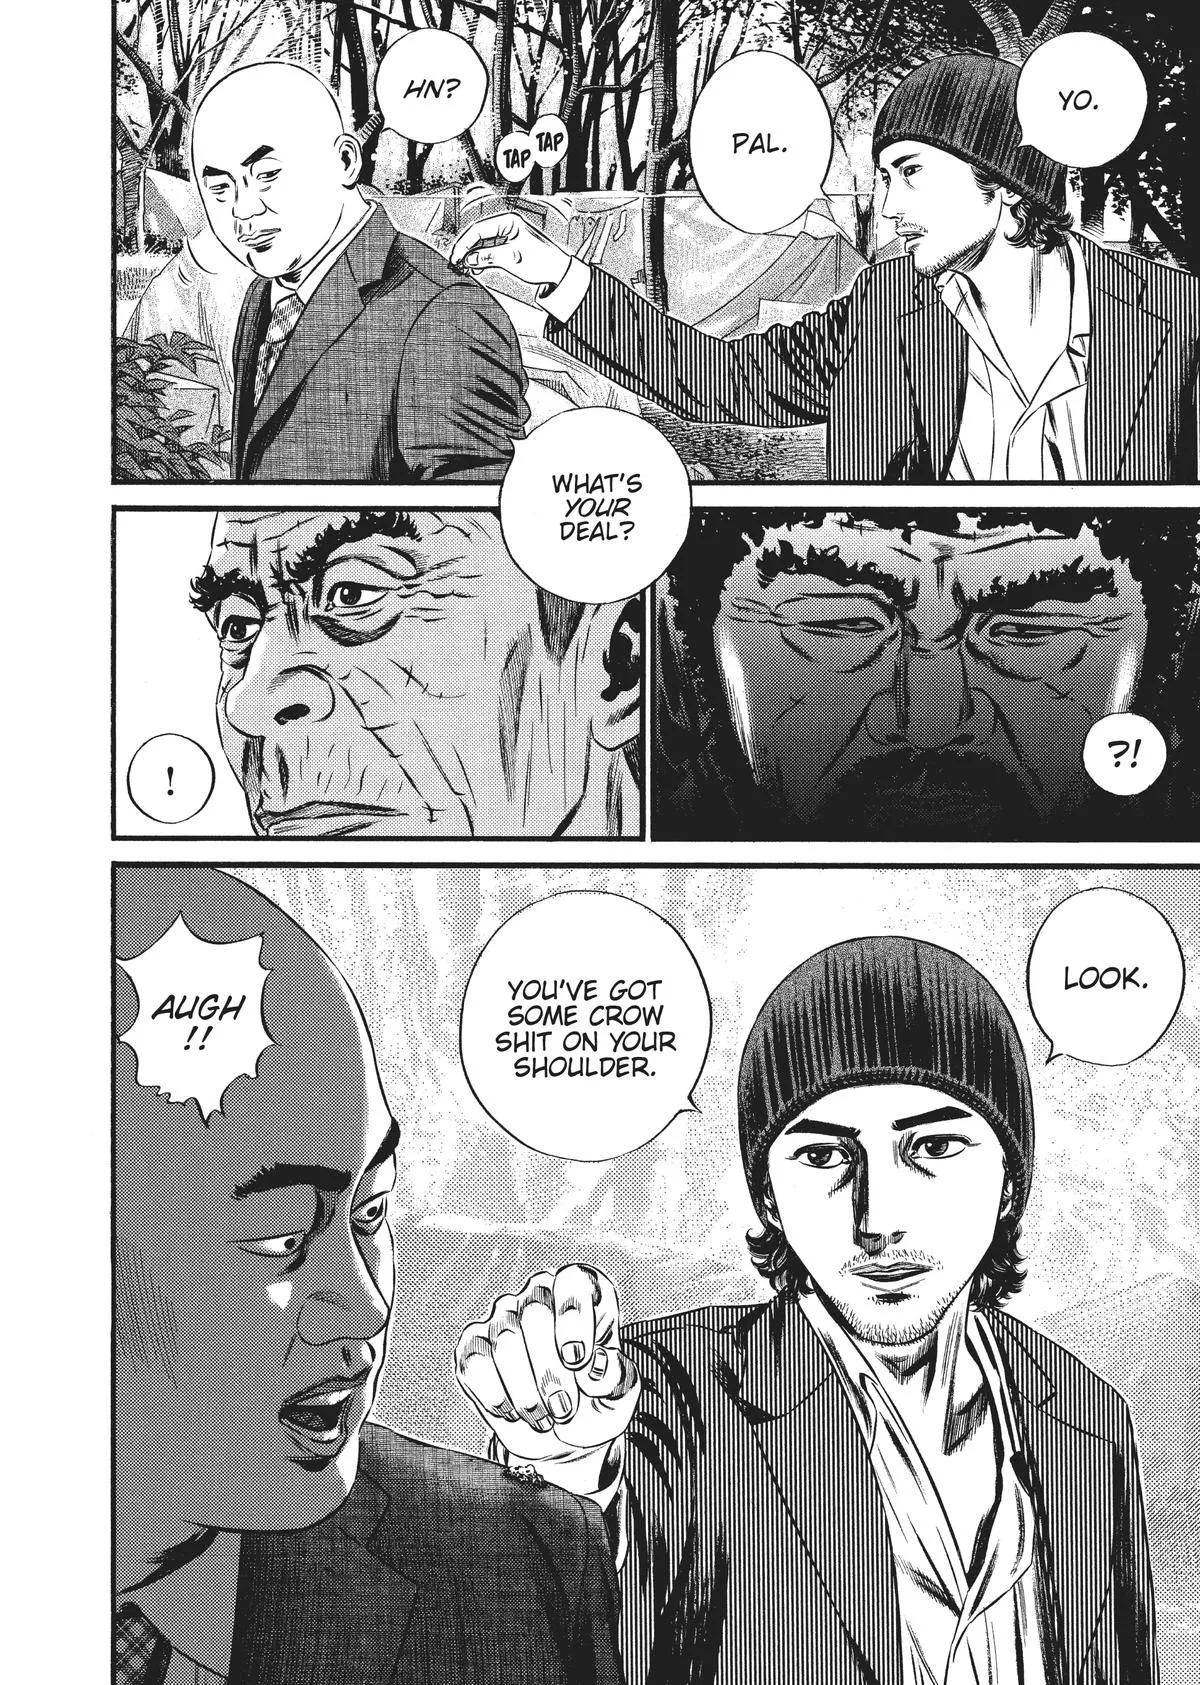 YO.
PAL.
TAP
TAP
HN?
WHAT'S
YOUR
DEAL?
?!
!
LOOK.
YOU'VE GOT
SOME CROW
SHIT ON YOUR
SHOULDER.
AUGH
!!